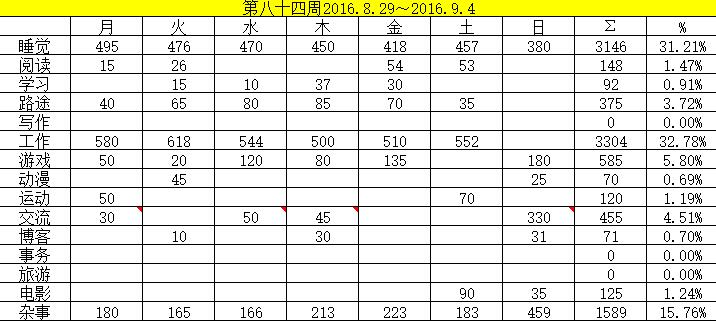 第八十四周2016.8.29～2016.9.4
月 火 水 木 金 土 日 Σ %
睡觉 495 476 470 450 418 457 380 3146 31.21%
阅读 15 26 54 53 148 1.47%
学习 15 10 37 30 92 0.91%
路途 40 65 80 85 70 35 375 3.72%
写作 0 0.00%
工作 580 618 544 500 510 552 3304 32.78%
游戏 50 20 120 80 135 180 585 5.80%
动漫 45 25 70 0.69%
运动 50 70 120 1.19%
交流 30 50 45 330 455 4.51%
博客 10 30 31 71 0.70%
事务 0 0.00%
旅游 0 0.00%
电影 90 35 125 1.24%
杂事 180 165 166 213 223 183 459 1589 15.76%